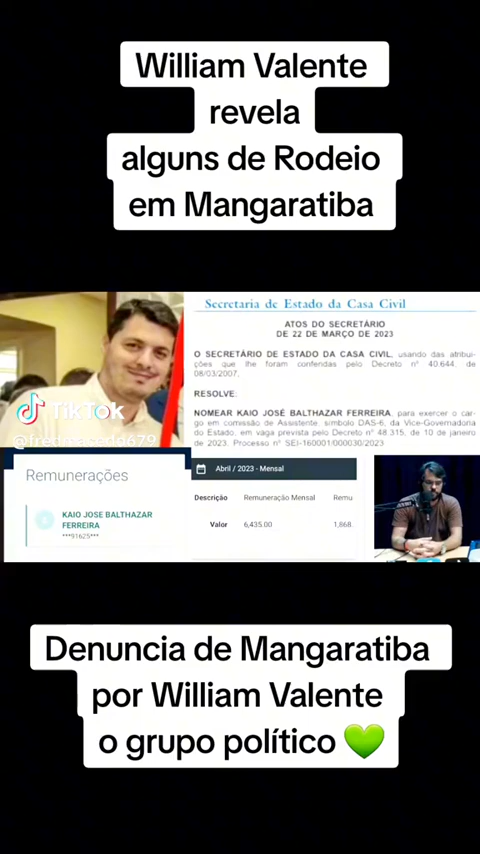 William Valente
revela
alguns de Rodeio
em Mangaratiba
Secretaria de Estado da Casa Civil
ATOS DO SECRETÁRIO
DE 22 DE MARÇO DE 2023
O SECRETÁRIO DE ESTADO DA CASA CIVIL, usando das atribui-
ções que lhe foram conferidas pelo Decreto nº 40.644, de
08/03/2007,
RESOLVE:
NOMEAR KAIO JOSÉ BALTHAZAR FERREIRA, para exercer o car-
go em comissão de Assistente, símbolo DAS-6, da Vice-Governadoria
do Estado, em vaga prevista pelo Decreto nº 48.315, de 10 de janeiro
de 2023. Processo nº SEI-160001/000030/2023
TikTok
Remunerações
KAIO JOSE BALTHAZAR
FERREIRA
***91625***
Abril / 2023 - Mensal
Descrição Remuneração Mensal Remu
Valor 6,435.00 1,868.
Denuncia de Mangaratiba
por William Valente
o grupo político 💚